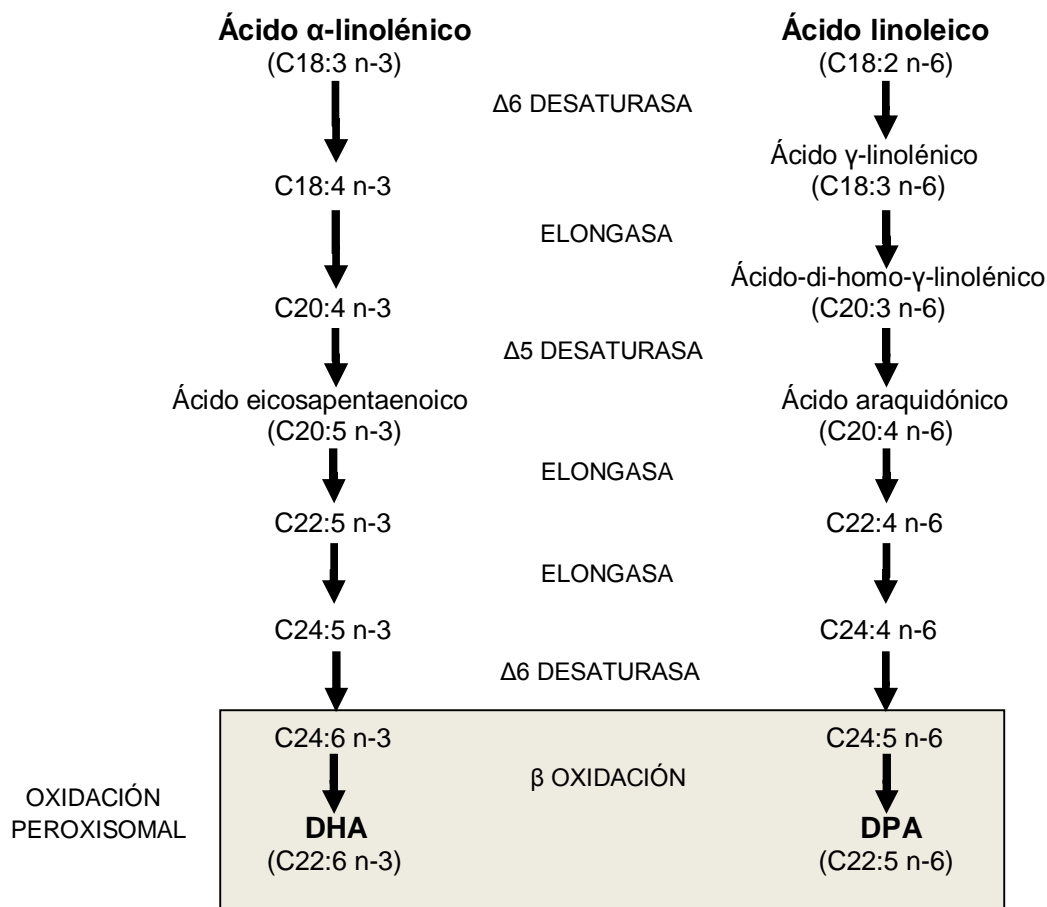 Ácido α-linolénico
(C18:3 n-3)
Ácido linoleico
(C18:2 n-6)
Δ6 DESATURASA
C18:4 n-3
Ácido γ-linolénico
(C18:3 n-6)
ELONGASA
C20:4 n-3
Ácido-di-homo-γ-linolénico
(C20:3 n-6)
Δ5 DESATURASA
Ácido eicosapentaenoico
(C20:5 n-3)
Ácido araquidónico
(C20:4 n-6)
ELONGASA
C22:5 n-3
C22:4 n-6
ELONGASA
C24:5 n-3
C24:4 n-6
Δ6 DESATURASA
C24:6 n-3
C24:5 n-6
β OXIDACIÓN
OXIDACIÓN
PEROXISOMAL
DHA
(C22:6 n-3)
DPA
(C22:5 n-6)